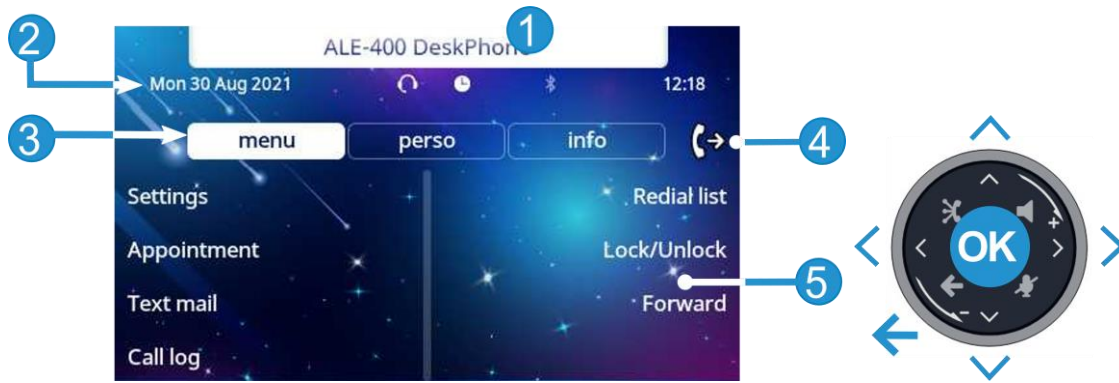 1
ALE-400 DeskPhone
2
Mon 30 Aug 2021
12:18
3
menu
perso
info
4
Settings
Redial list
Appointment
Lock/Unlock
5
Text mail
Forward
Call log
OK
+
-